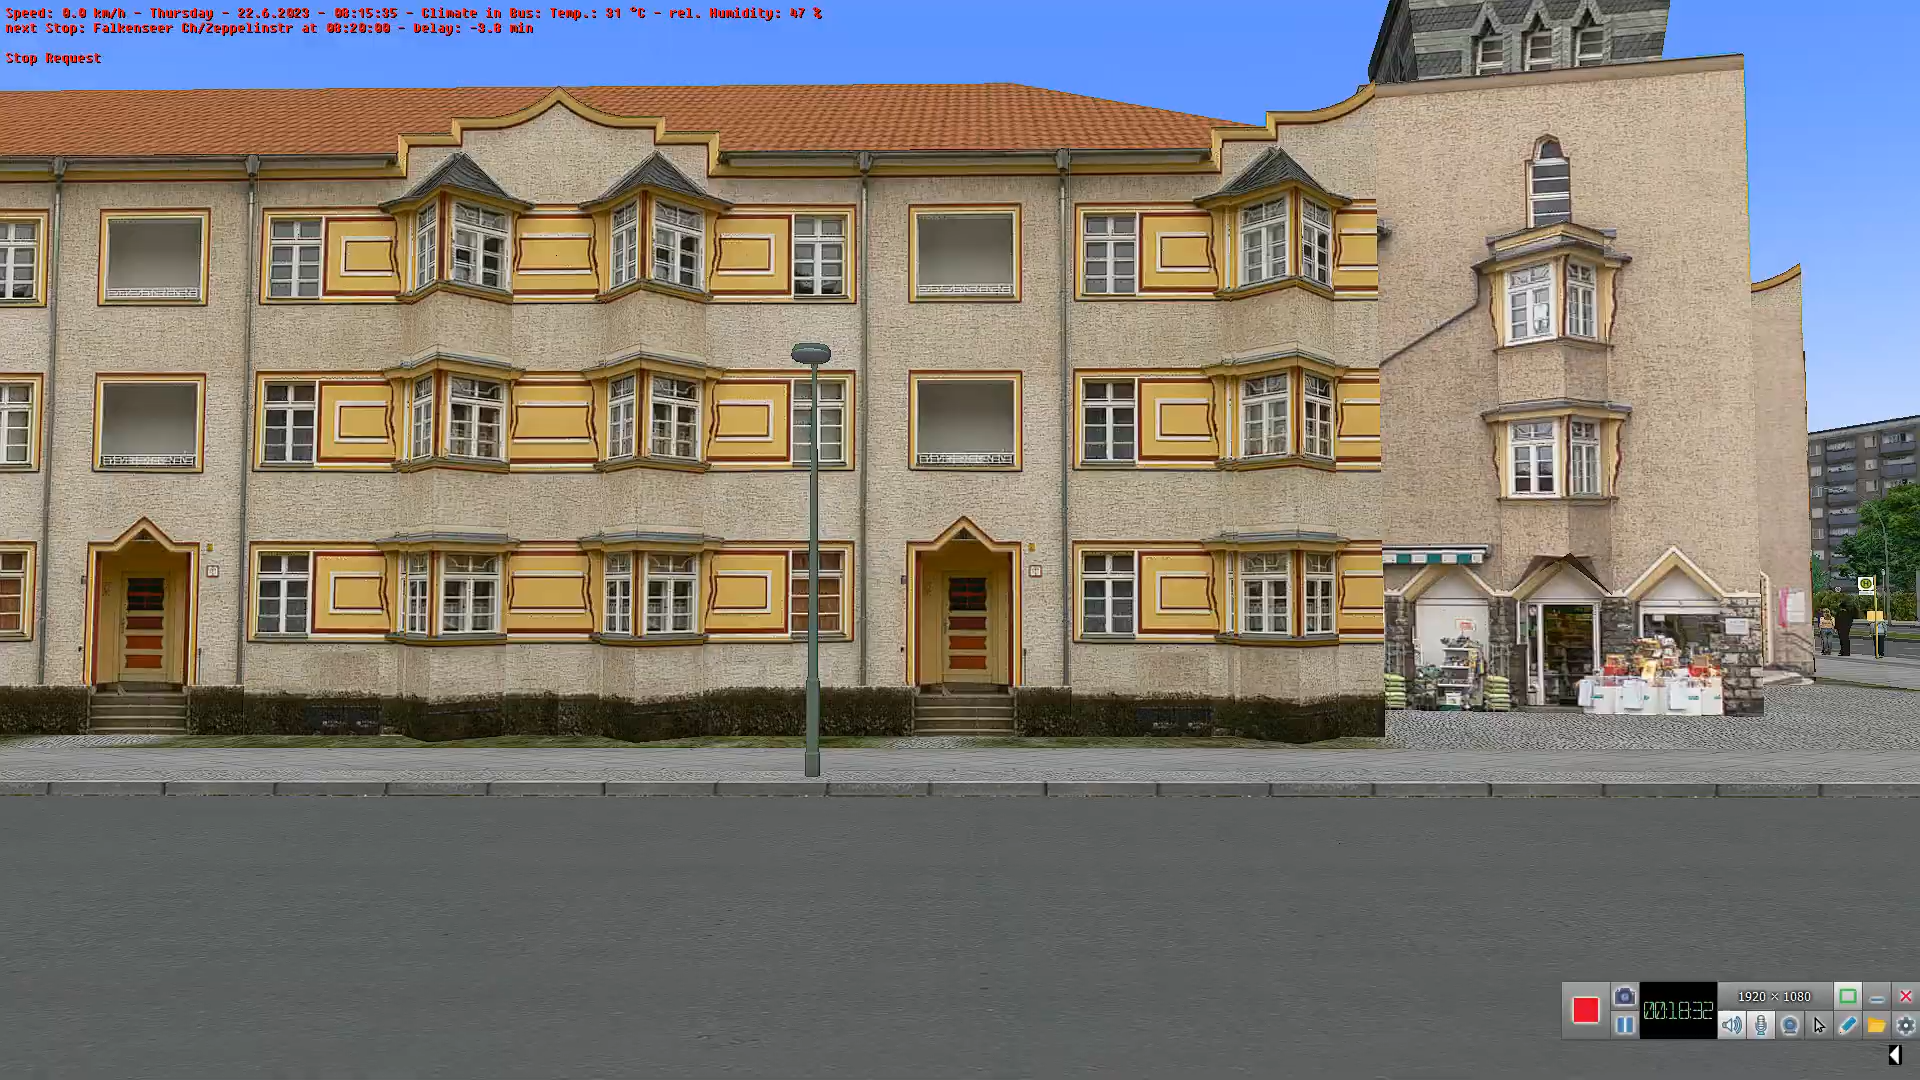 Speed: 0.0 km/h - Thursday - 22.6.2023 - 08:15:35 - Climate in Bus: Temp.: 31 °C - rel. Humidity: 47 %
next Stop: Falkenseer Ch/Zeppelinstr at 08:20:00 - Delay: -3.8 min
Stop Request
H
1920 × 1080
00:18:32